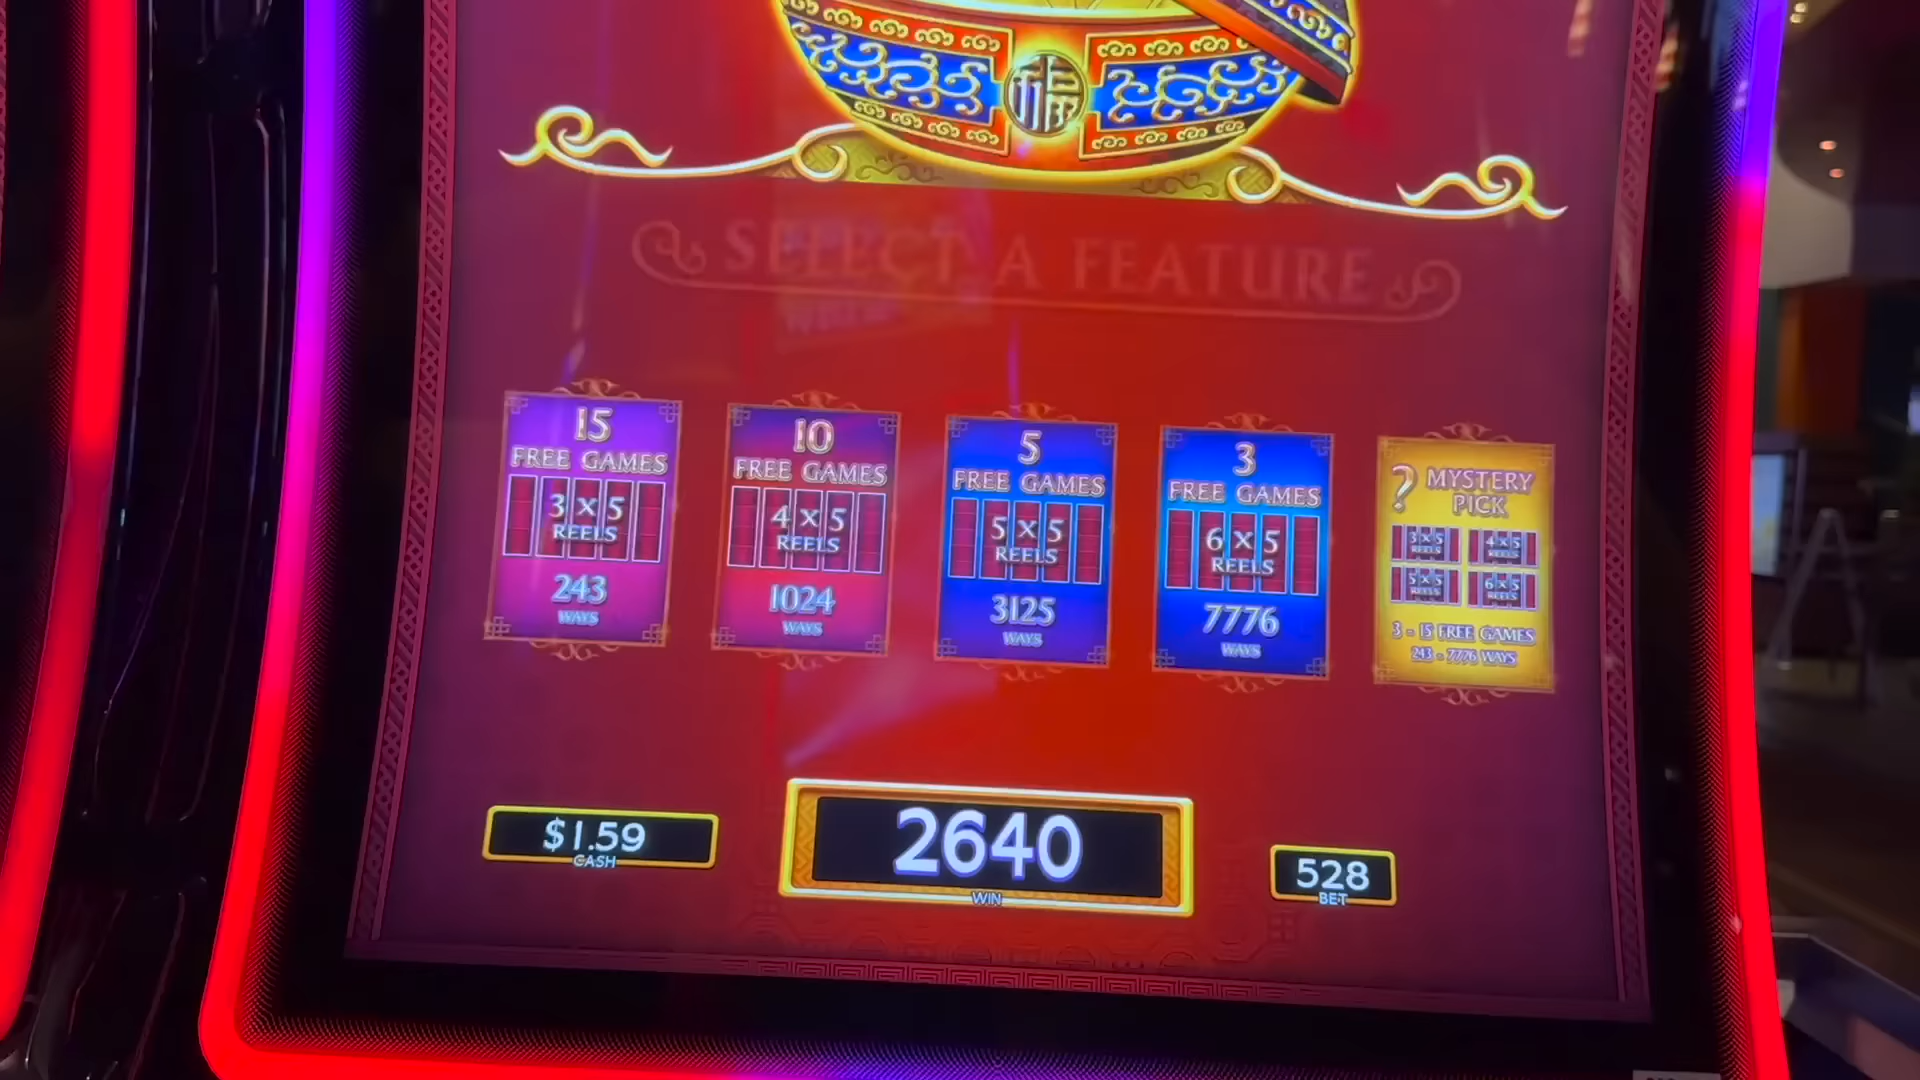 福
SELECT A FEATURE
15
FREE GAMES
3 X 5
REELS
243
WAYS
10
FREE GAMES
4 X 5
REELS
1024
WAYS
5
FREE GAMES
5 X 5
REELS
3125
WAYS
3
FREE GAMES
6 X 5
REELS
7776
WAYS
? MYSTERY
PICK
3 X 5
REELS
4 X 5
REELS
5 X 5
REELS
6 X 5
REELS
3 - 15 FREE GAMES
243 - 7776 WAYS
$1.59
CASH
2640
WIN
528
BET